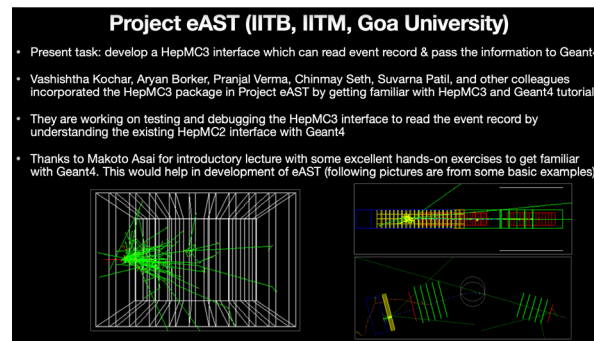 Project eAST (IITB, IITM, Goa University)
• Present task: develop a HepMC3 interface which can read event record & pass the information to Geant4
• Vashishtha Kochar, Aryan Borker, Pranjal Verma, Chinmay Seth, Suvarna Patil, and other colleagues
incorporated the HepMC3 package in Project eAST by getting familiar with HepMC3 and Geant4 tutorial
• They are working on testing and debugging the HepMC3 interface to read the event record by
understanding the existing HepMC2 interface with Geant4
• Thanks to Makoto Asai for introductory lecture with some excellent hands-on exercises to get familiar
with Geant4. This would help in development of eAST (following pictures are from some basic examples)